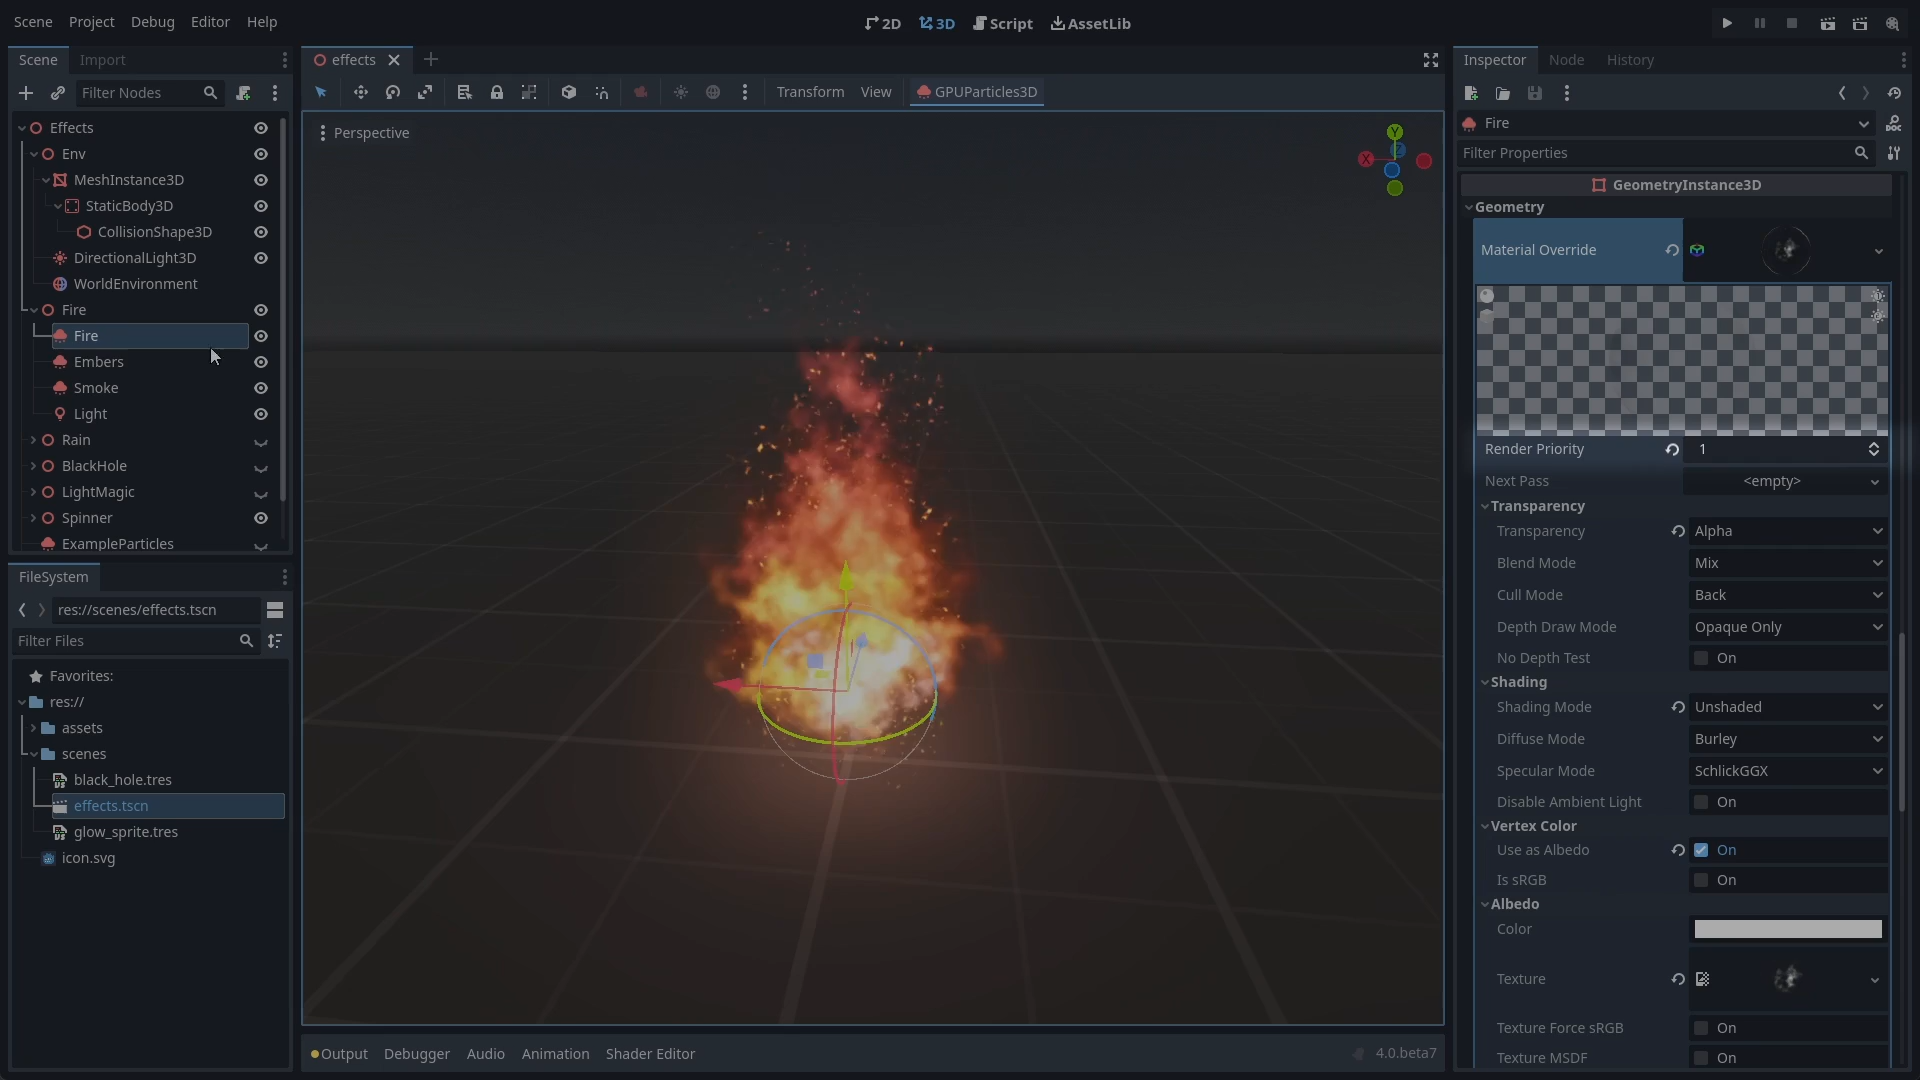 Scene Project Debug Editor Help
2D 3D Script AssetLib
Scene Import
effects
Inspector Node History
Filter Nodes
Transform View GPUParticles3D
Fire
Filter Properties
Effects
Env
MeshInstance3D
StaticBody3D
CollisionShape3D
DirectionalLight3D
WorldEnvironment
Fire
Fire
Embers
Smoke
Light
Rain
BlackHole
LightMagic
Spinner
ExampleParticles
FileSystem
res://scenes/effects.tscn
Filter Files
Favorites:
res://
assets
scenes
black_hole.tres
effects.tscn
glow_sprite.tres
icon.svg
Perspective
Y
X
Z
Output Debugger Audio Animation Shader Editor
4.0.beta7
GeometryInstance3D
Geometry
Material Override
Render Priority 1
Next Pass <empty>
Transparency
Transparency Alpha
Blend Mode Mix
Cull Mode Back
Depth Draw Mode Opaque Only
No Depth Test On
Shading
Shading Mode Unshaded
Diffuse Mode Burley
Specular Mode SchlickGGX
Disable Ambient Light On
Vertex Color
Use as Albedo On
Is sRGB On
Albedo
Color
Texture
Texture Force sRGB On
Texture MSDF On